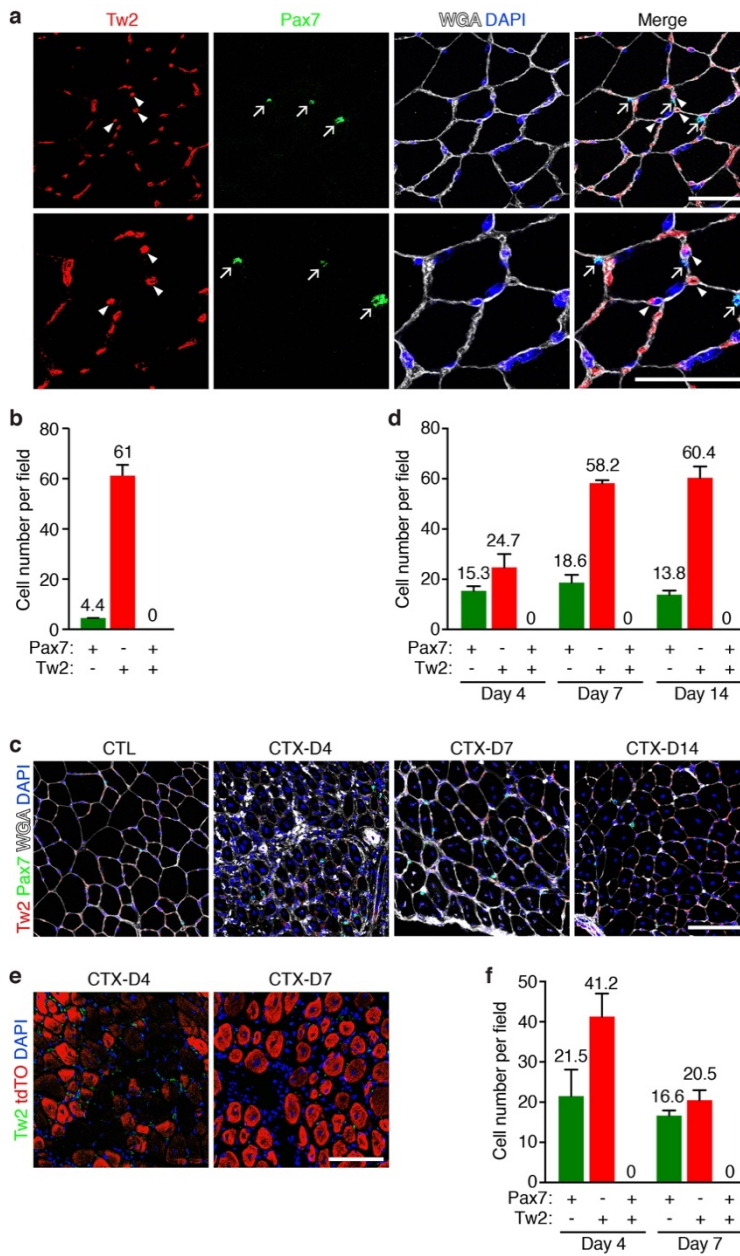 a
Tw2 Pax7 WGA DAPI Merge
b
Cell number per field
80
60
40
20
0
4.4
61
0
Pax7: + - +
Tw2: - + +
d
Cell number per field
80
60
40
20
0
15.3
24.7
0
18.6
58.2
0
13.8
60.4
0
Pax7: + - + + - + + - +
Tw2: - + + - + + - + +
Day 4 Day 7 Day 14
c
CTL CTX-D4 CTX-D7 CTX-D14
Tw2 Pax7 WGA DAPI
e
CTX-D4 CTX-D7
Tw2 tdTO DAPI
f
Cell number per field
50
40
30
20
10
0
21.5
41.2
0
16.6
20.5
0
Pax7: + - + + - +
Tw2: - + + - + +
Day 4 Day 7